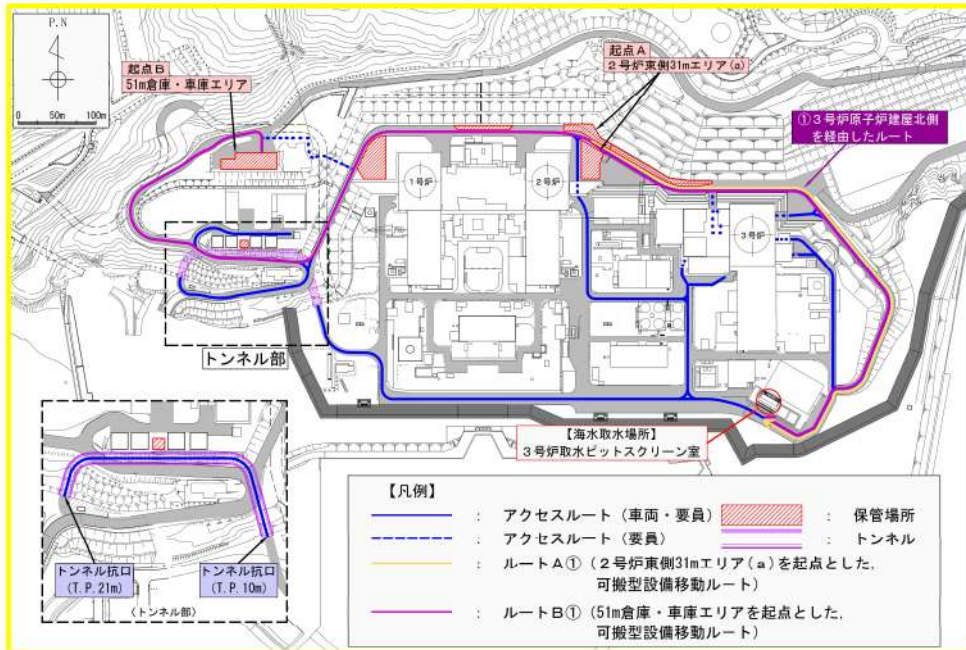 P.N
0 50m 100m
起点B
51m倉庫・車庫エリア
起点A
2号炉東側31mエリア(a)
①3号炉原子炉建屋北側
を経由したルート
1号炉
2号炉
3号炉
トンネル部
【海水取水場所】
3号炉取水ピットスクリーン室
トンネル坑口
(T.P.21m)
トンネル坑口
(T.P.10m)
(トンネル部)
【凡例】
: アクセスルート(車両・要員)
: 保管場所
: アクセスルート(要員)
: トンネル
: ルートA①(2号炉東側31mエリア(a)を起点とした,
可搬型設備移動ルート)
: ルートB①(51m倉庫・車庫エリアを起点とした,
可搬型設備移動ルート)